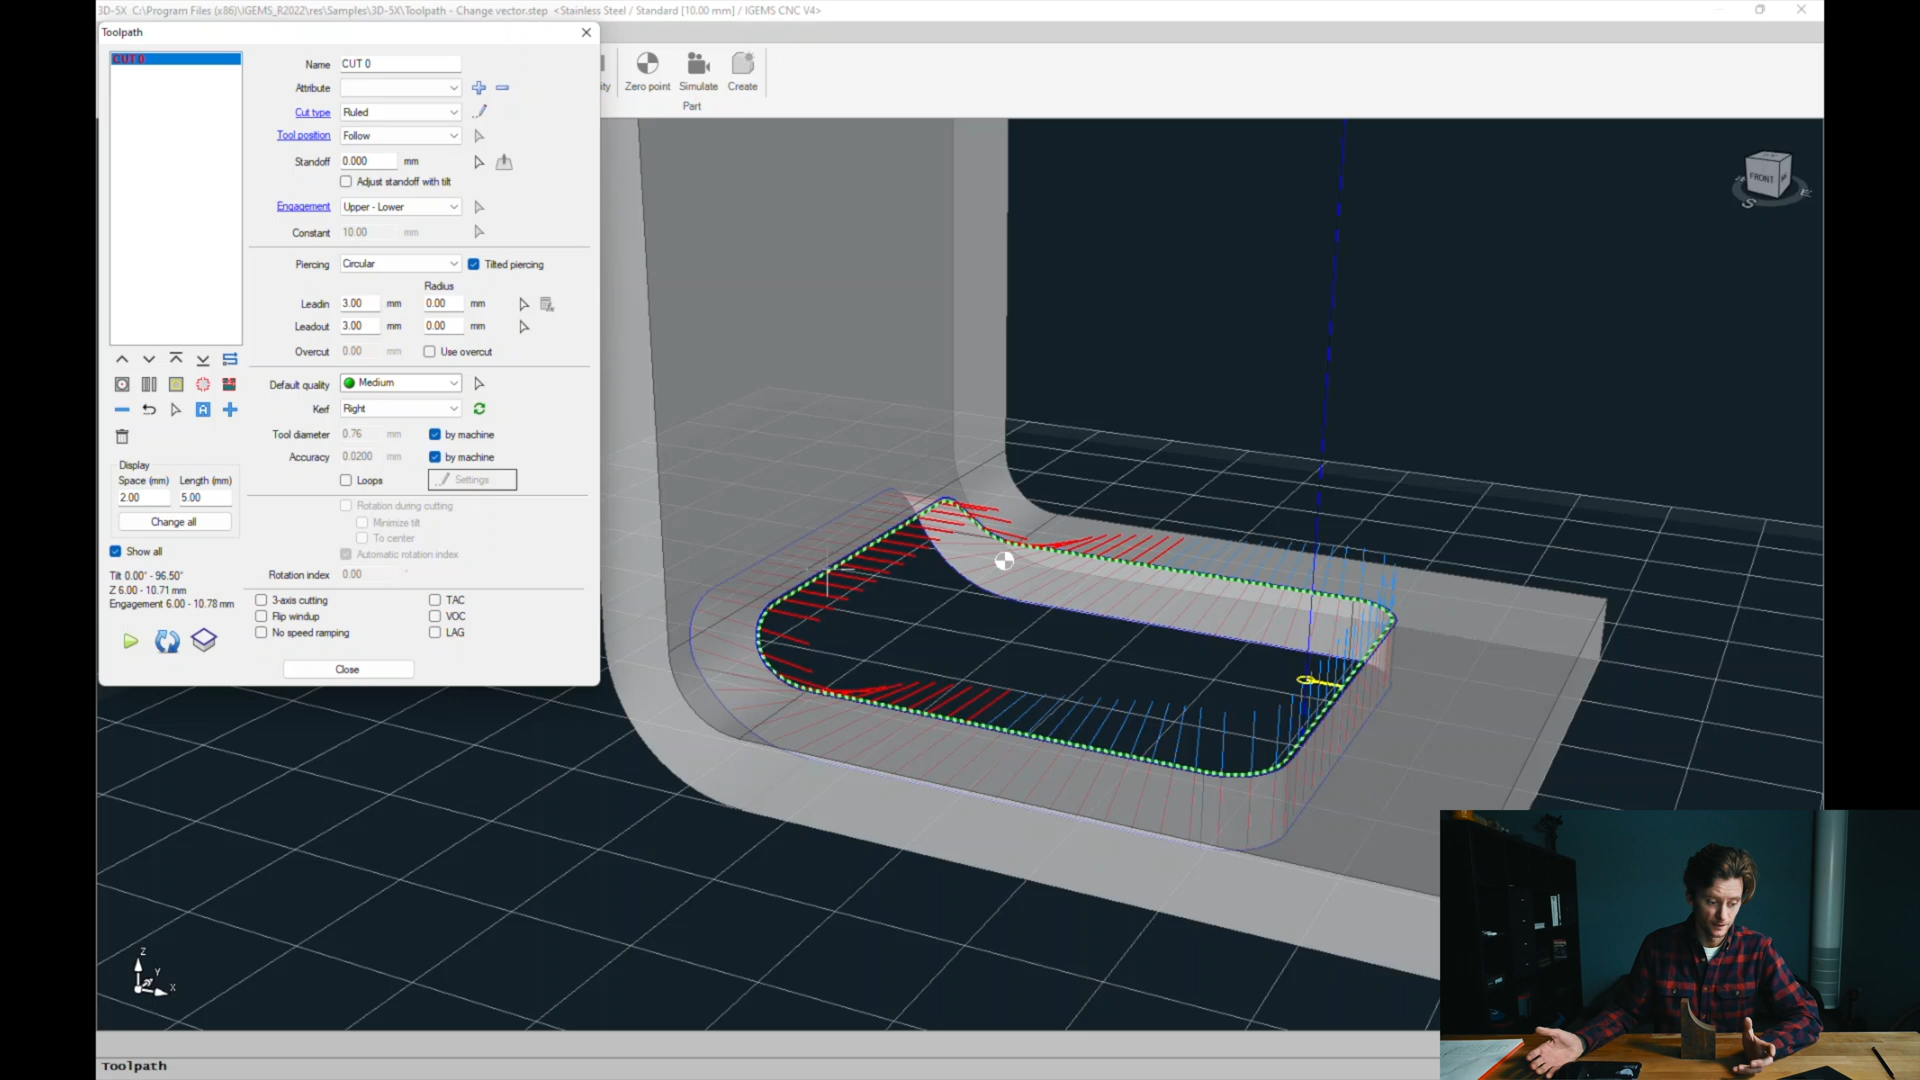 3D-5X C:\Program Files (x86)\IGEMS_R2022\res\Samples\3D-5X\Toolpath - Change vector.step <Stainless Steel / Standard [10.00 mm] / IGEMS CNC V4>
Toolpath
CUT 0
Name CUT 0
Attribute
Cut type Ruled
Tool position Follow
Standoff 0.000 mm
Adjust standoff with tilt
Engagement Upper - Lower
Constant 10.00 mm
Piercing Circular Tilted piercing
Radius
Leadin 3.00 mm 0.00 mm
Leadout 3.00 mm 0.00 mm
Overcut 0.00 mm Use overcut
Default quality Medium
Kerf Right
Tool diameter 0.76 mm by machine
Accuracy 0.0200 mm by machine
Loops Settings
Rotation during cutting
Minimize tilt
To center
Automatic rotation index
Rotation index 0.00 °
3-axis cutting TAC
Flip windup VOC
No speed ramping LAG
Close
Display
Space (mm) Length (mm)
2.00 5.00
Change all
Show all
Tilt 0.00° - 96.50°
Z 6.00 - 10.71 mm
Engagement 6.00 - 10.78 mm
ity Zero point Simulate Create
Part
FRONT
S
Z
Y
X
Toolpath